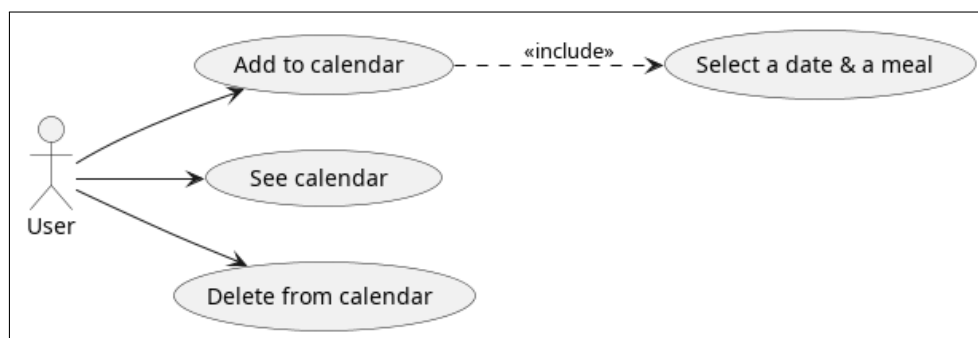 Add to calendar
«include»
Select a date & a meal
See calendar
User
Delete from calendar